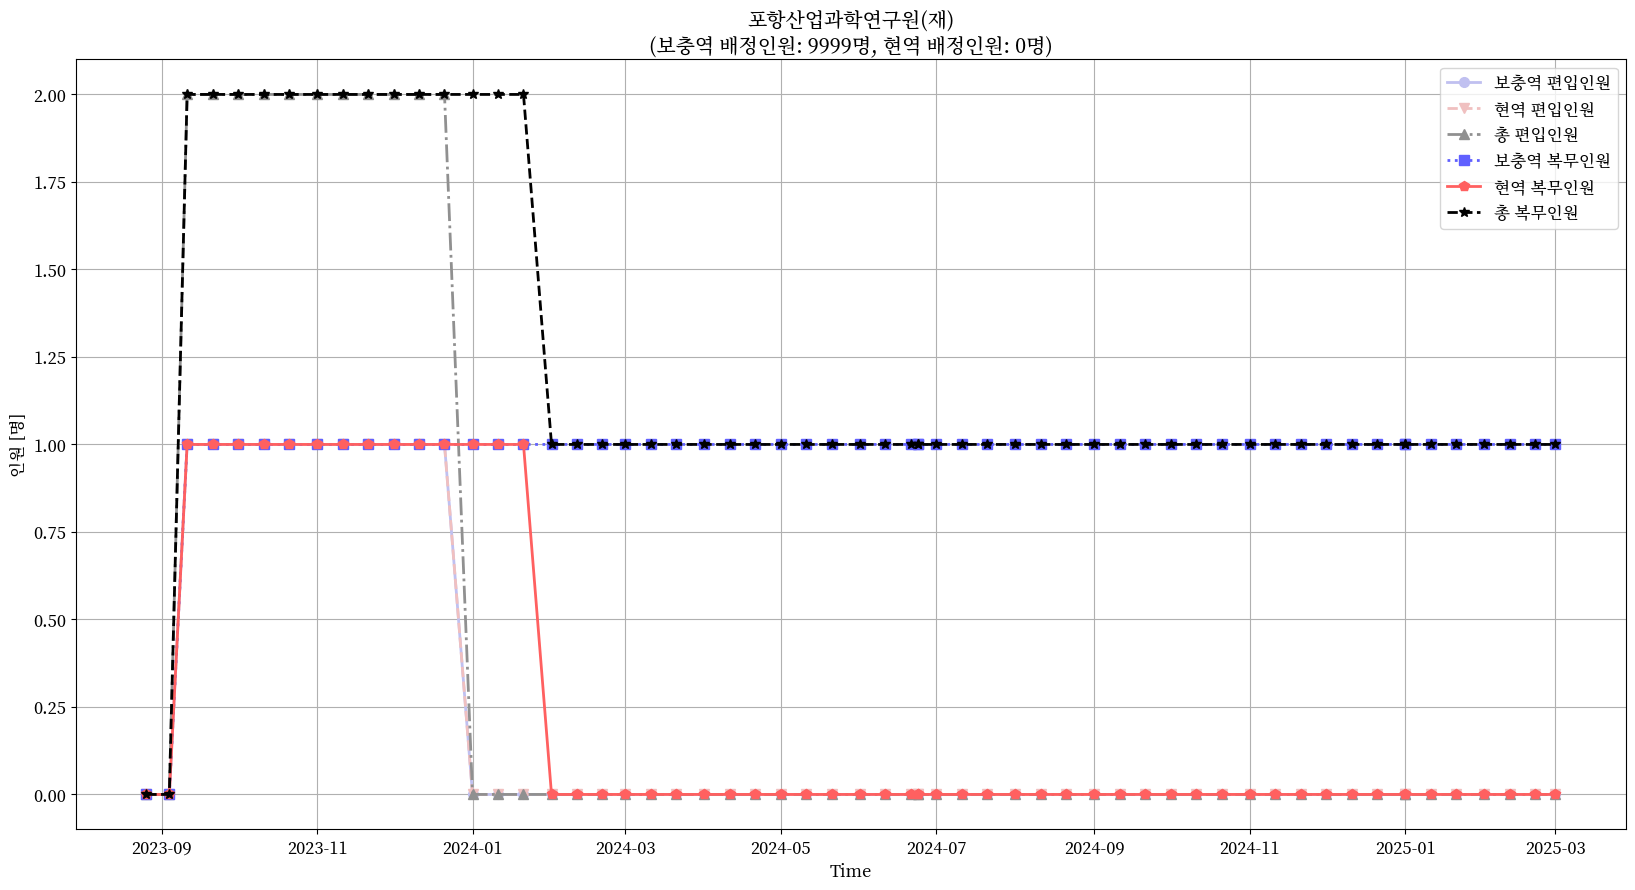 포항산업과학연구원(재)
(보충역 배정인원: 9999명, 현역 배정인원: 0명)
보충역 편입인원
현역 편입인원
총 편입인원
보충역 복무인원
현역 복무인원
총 복무인원
인원 [명]
2.00
1.75
1.50
1.25
1.00
0.75
0.50
0.25
0.00
2023-09
2023-11
2024-01
2024-03
2024-05
2024-07
2024-09
2024-11
2025-01
2025-03
Time